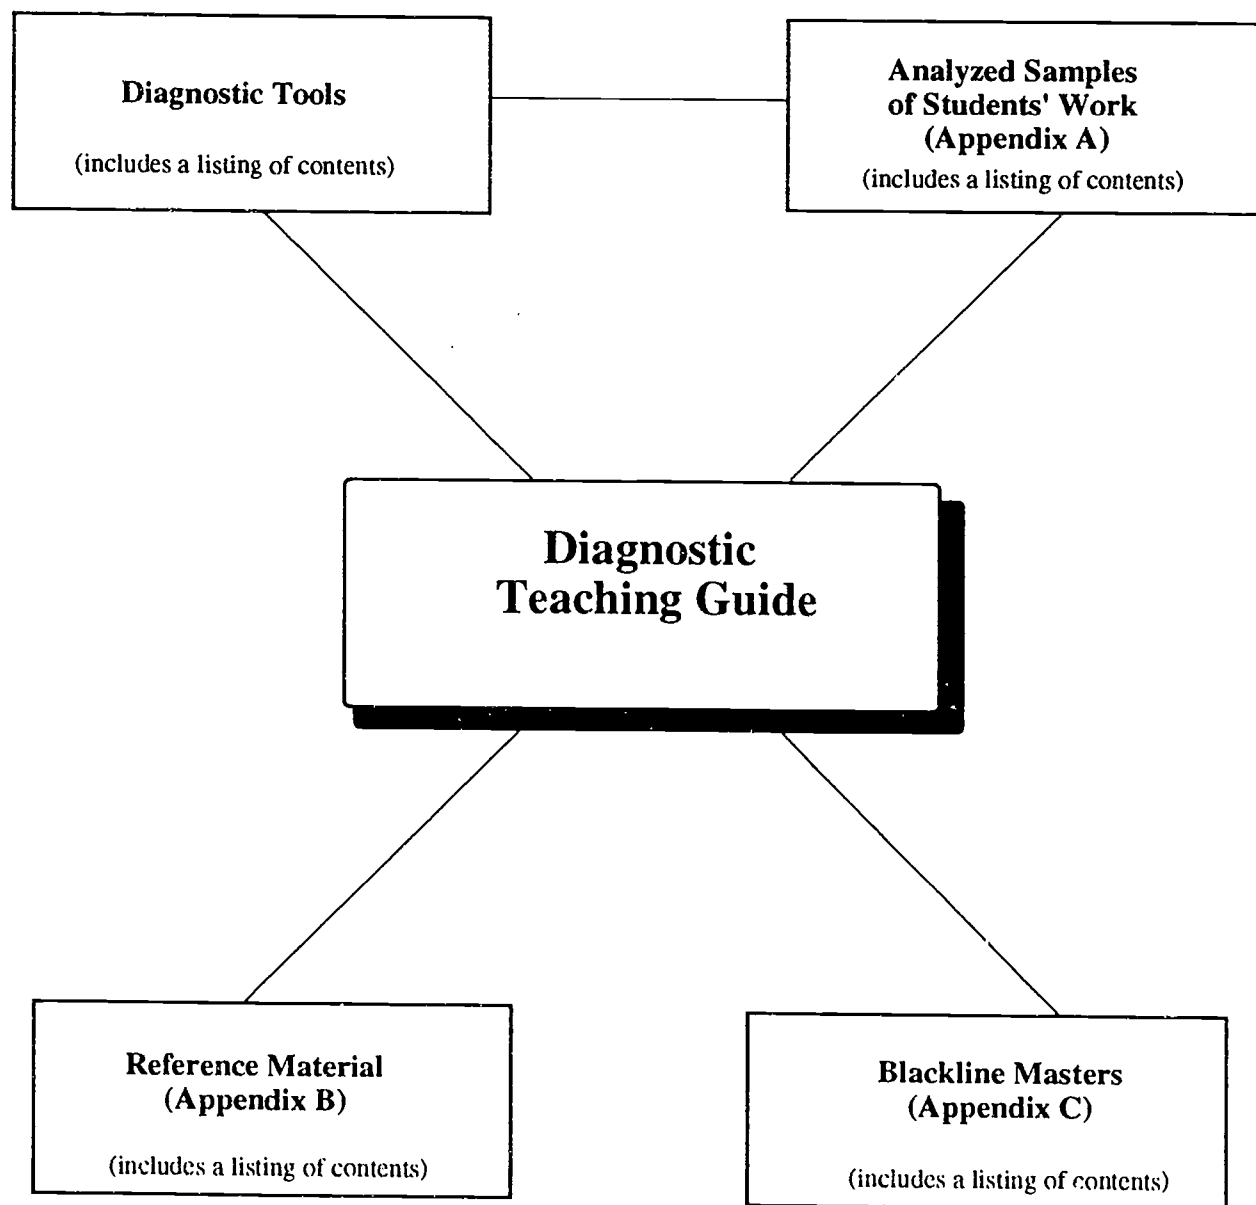 Diagnostic Tools
(includes a listing of contents)
Analyzed Samples
of Students' Work
(Appendix A)
(includes a listing of contents)
Diagnostic
Teaching Guide
Reference Material
(Appendix B)
(includes a listing of contents)
Blackline Masters
(Appendix C)
(includes a listing of contents)